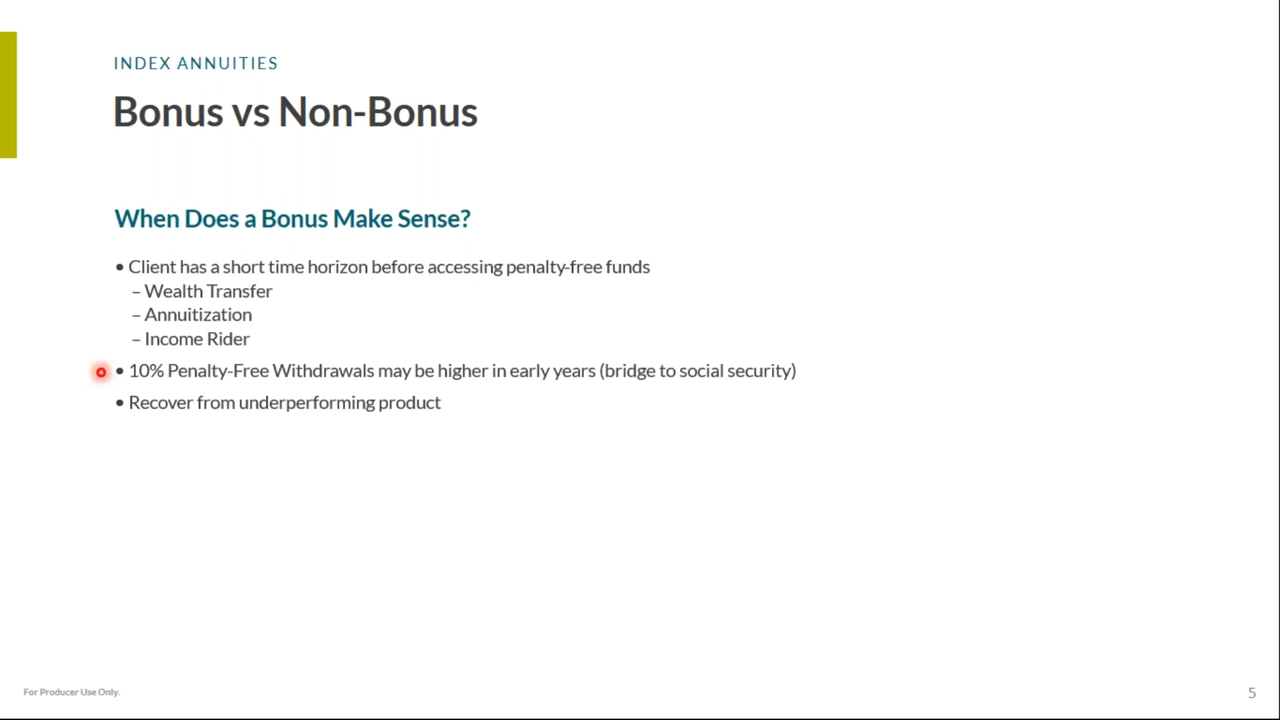 INDEX ANNUITIES
Bonus vs Non-Bonus
When Does a Bonus Make Sense?
• Client has a short time horizon before accessing penalty-free funds
– Wealth Transfer
– Annuitization
– Income Rider
• 10% Penalty-Free Withdrawals may be higher in early years (bridge to social security)
• Recover from underperforming product
For Producer Use Only.
5